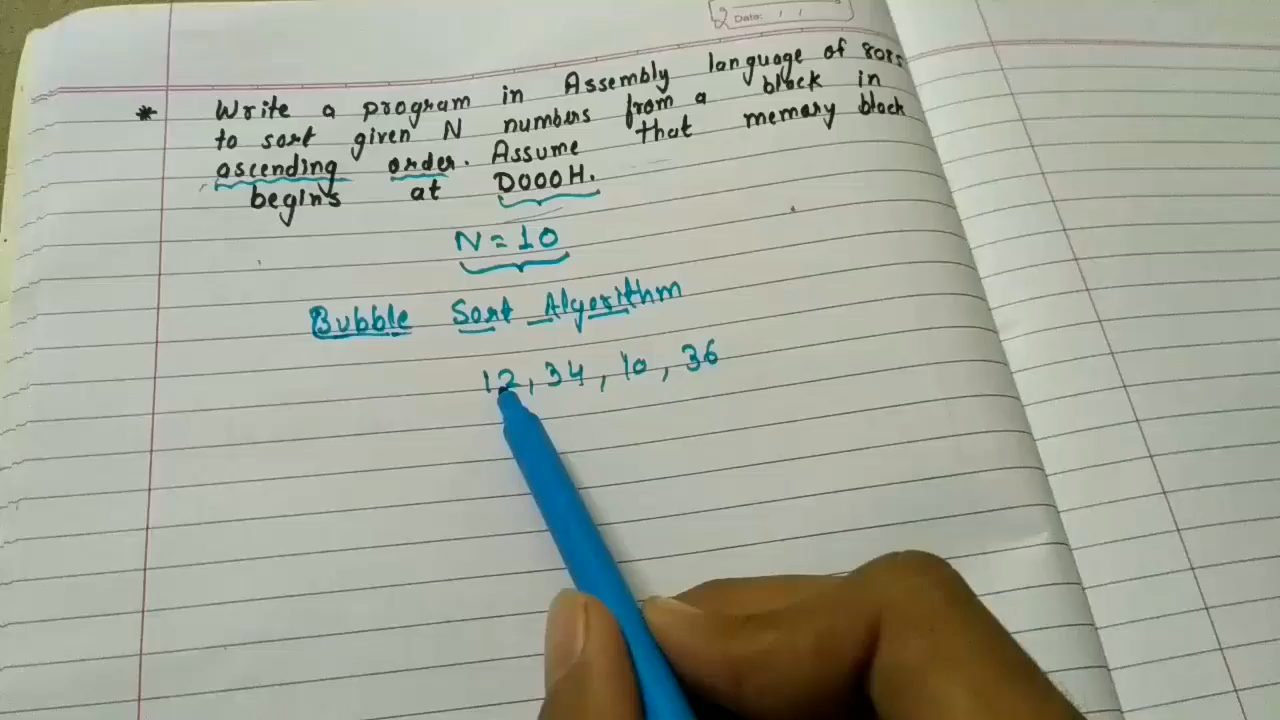 Date: / /
* Write a program in Assembly language of 8085
to sort given N numbers from a block in
ascending order. Assume that memory block
begins at D000H.
N = 10
Bubble Sort Algorithm
12, 34, 10, 36